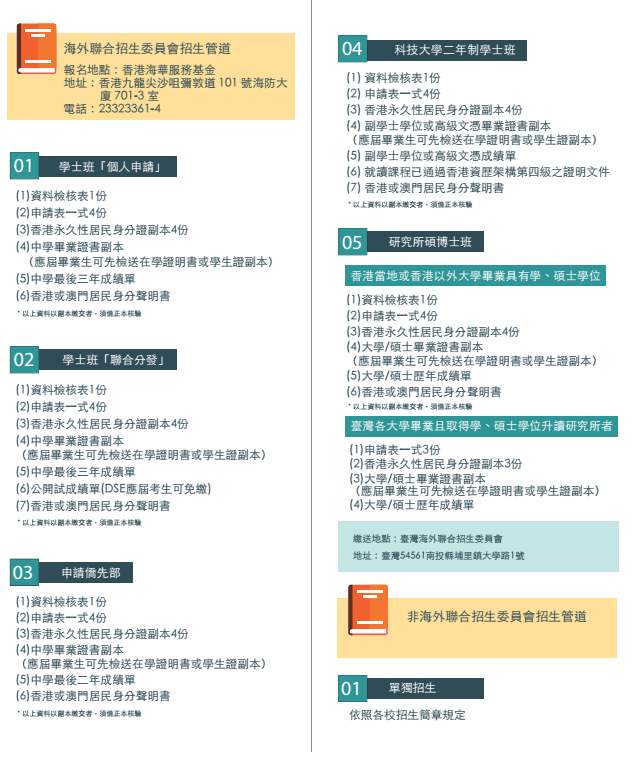 海外聯合招生委員會招生管道
報名地點：香港海華服務基金
地址：香港九龍尖沙咀彌敦道 101 號海防大
廈 701-3 室
電話：23323361-4
01 學士班「個人申請」
(1)資料檢核表1份
(2)申請表一式4份
(3)香港永久性居民身分證副本4份
(4)中學畢業證書副本
（應屆畢業生可先檢送在學證明書或學生證副本）
(5)中學最後三年成績單
(6)香港或澳門居民身分聲明書
* 以上資料以副本繳交者，須備正本核驗
02 學士班「聯合分發」
(1)資料檢核表1份
(2)申請表一式4份
(3)香港永久性居民身分證副本4份
(4)中學畢業證書副本
（應屆畢業生可先檢送在學證明書或學生證副本）
(5)中學最後三年成績單
(6)公開試成績單(DSE應屆考生可免繳)
(7)香港或澳門居民身分聲明書
* 以上資料以副本繳交者，須備正本核驗
03 申請僑先部
(1)資料檢核表1份
(2)申請表一式4份
(3)香港永久性居民身分證副本4份
(4)中學畢業證書副本
（應屆畢業生可先檢送在學證明書或學生證副本）
(5)中學最後二年成績單
(6)香港或澳門居民身分聲明書
* 以上資料以副本繳交者，須備正本核驗
04 科技大學二年制學士班
(1) 資料檢核表1份
(2) 申請表一式4份
(3) 香港永久性居民身分證副本4份
(4) 副學士學位或高級文憑畢業證書副本
（應屆畢業生可先檢送在學證明書或學生證副本）
(5) 副學士學位或高級文憑成績單
(6) 就讀課程已通過香港資歷架構第四級之證明文件
(7) 香港或澳門居民身分聲明書
* 以上資料以副本繳交者，須備正本核驗
05 研究所碩博士班
香港當地或香港以外大學畢業具有學、碩士學位
(1)資料檢核表1份
(2)申請表一式4份
(3)香港永久性居民身分證副本4份
(4)大學/碩士畢業證書副本
（應屆畢業生可先檢送在學證明書或學生證副本）
(5)大學/碩士歷年成績單
(6)香港或澳門居民身分聲明書
* 以上資料以副本繳交者，須備正本核驗
臺灣各大學畢業且取得學、碩士學位升讀研究所者
(1)申請表一式3份
(2)香港永久性居民身分證副本3份
(3)大學/碩士畢業證書副本
（應屆畢業生可先檢送在學證明書或學生證副本）
(4)大學/碩士歷年成績單
繳送地點：臺灣海外聯合招生委員會
地址：臺灣54561南投縣埔里鎮大學路1號
非海外聯合招生委員會招生管道
01 單獨招生
依照各校招生簡章規定